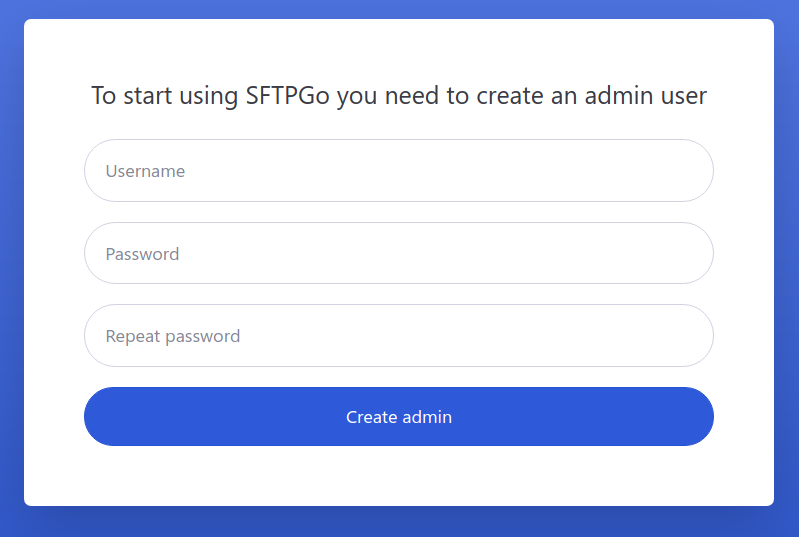 To start using SFTPGo you need to create an admin user
Username
Password
Repeat password
Create admin